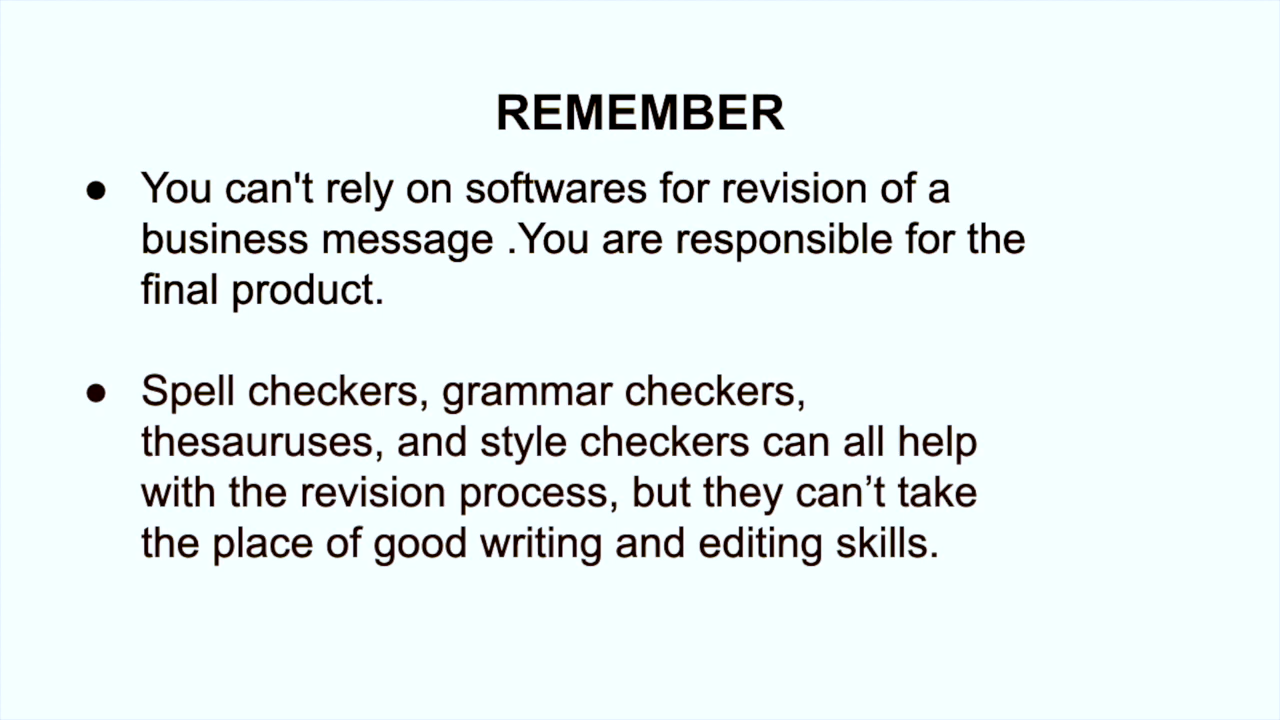 REMEMBER
● You can't rely on softwares for revision of a
business message .You are responsible for the
final product.
● Spell checkers, grammar checkers,
thesauruses, and style checkers can all help
with the revision process, but they can’t take
the place of good writing and editing skills.